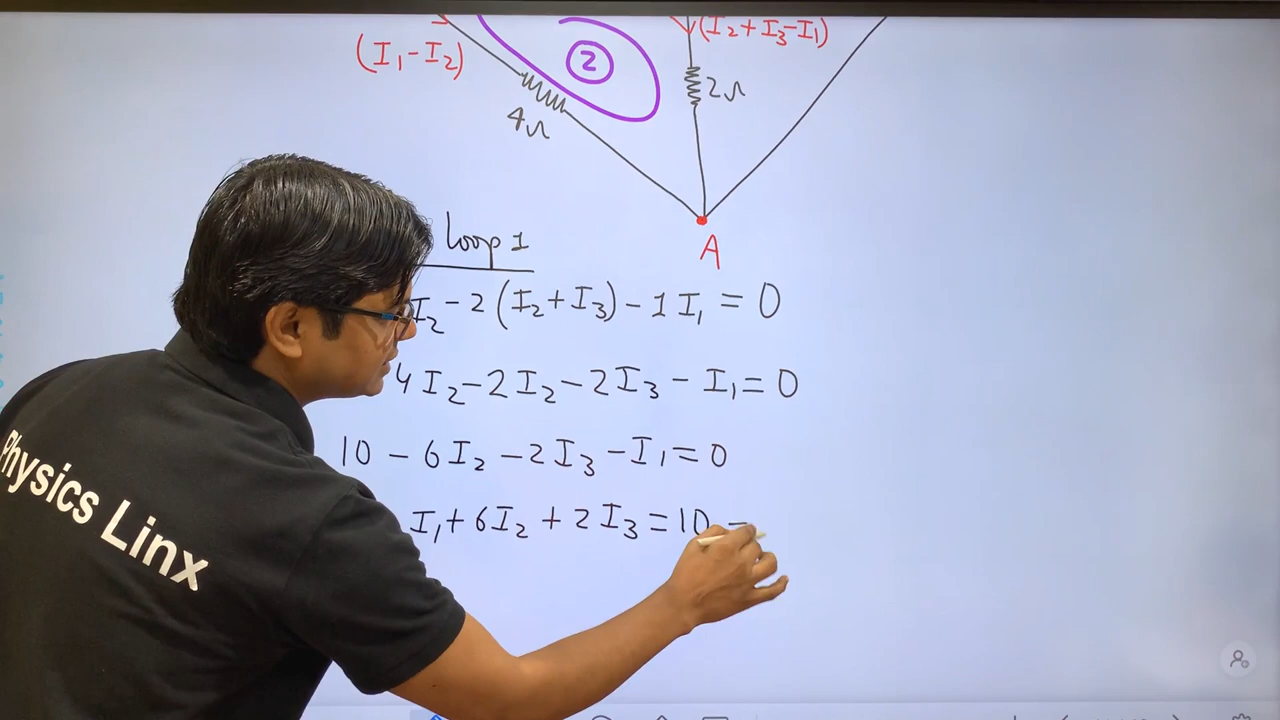 (I₂+I₃−I₁)
(I₁−I₂)
2
2Ω
4Ω
A
loop 1
I₂ − 2(I₂+I₃) − 1I₁ = 0
4I₂ − 2I₂ − 2I₃ − I₁ = 0
10 − 6I₂ − 2I₃ − I₁ = 0
I₁ + 6I₂ + 2I₃ = 10 −
Physics Linx